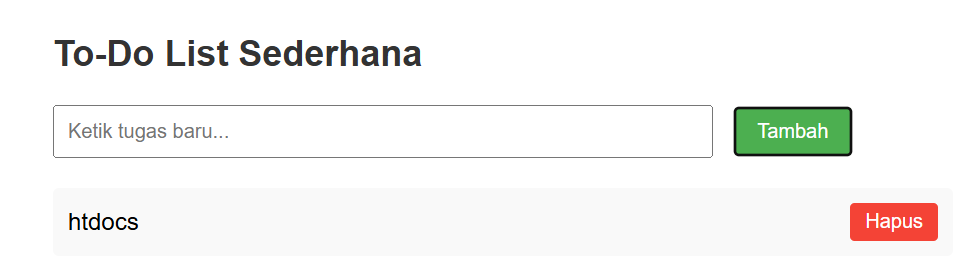 To-Do List Sederhana
Ketik tugas baru... Tambah
htdocs Hapus